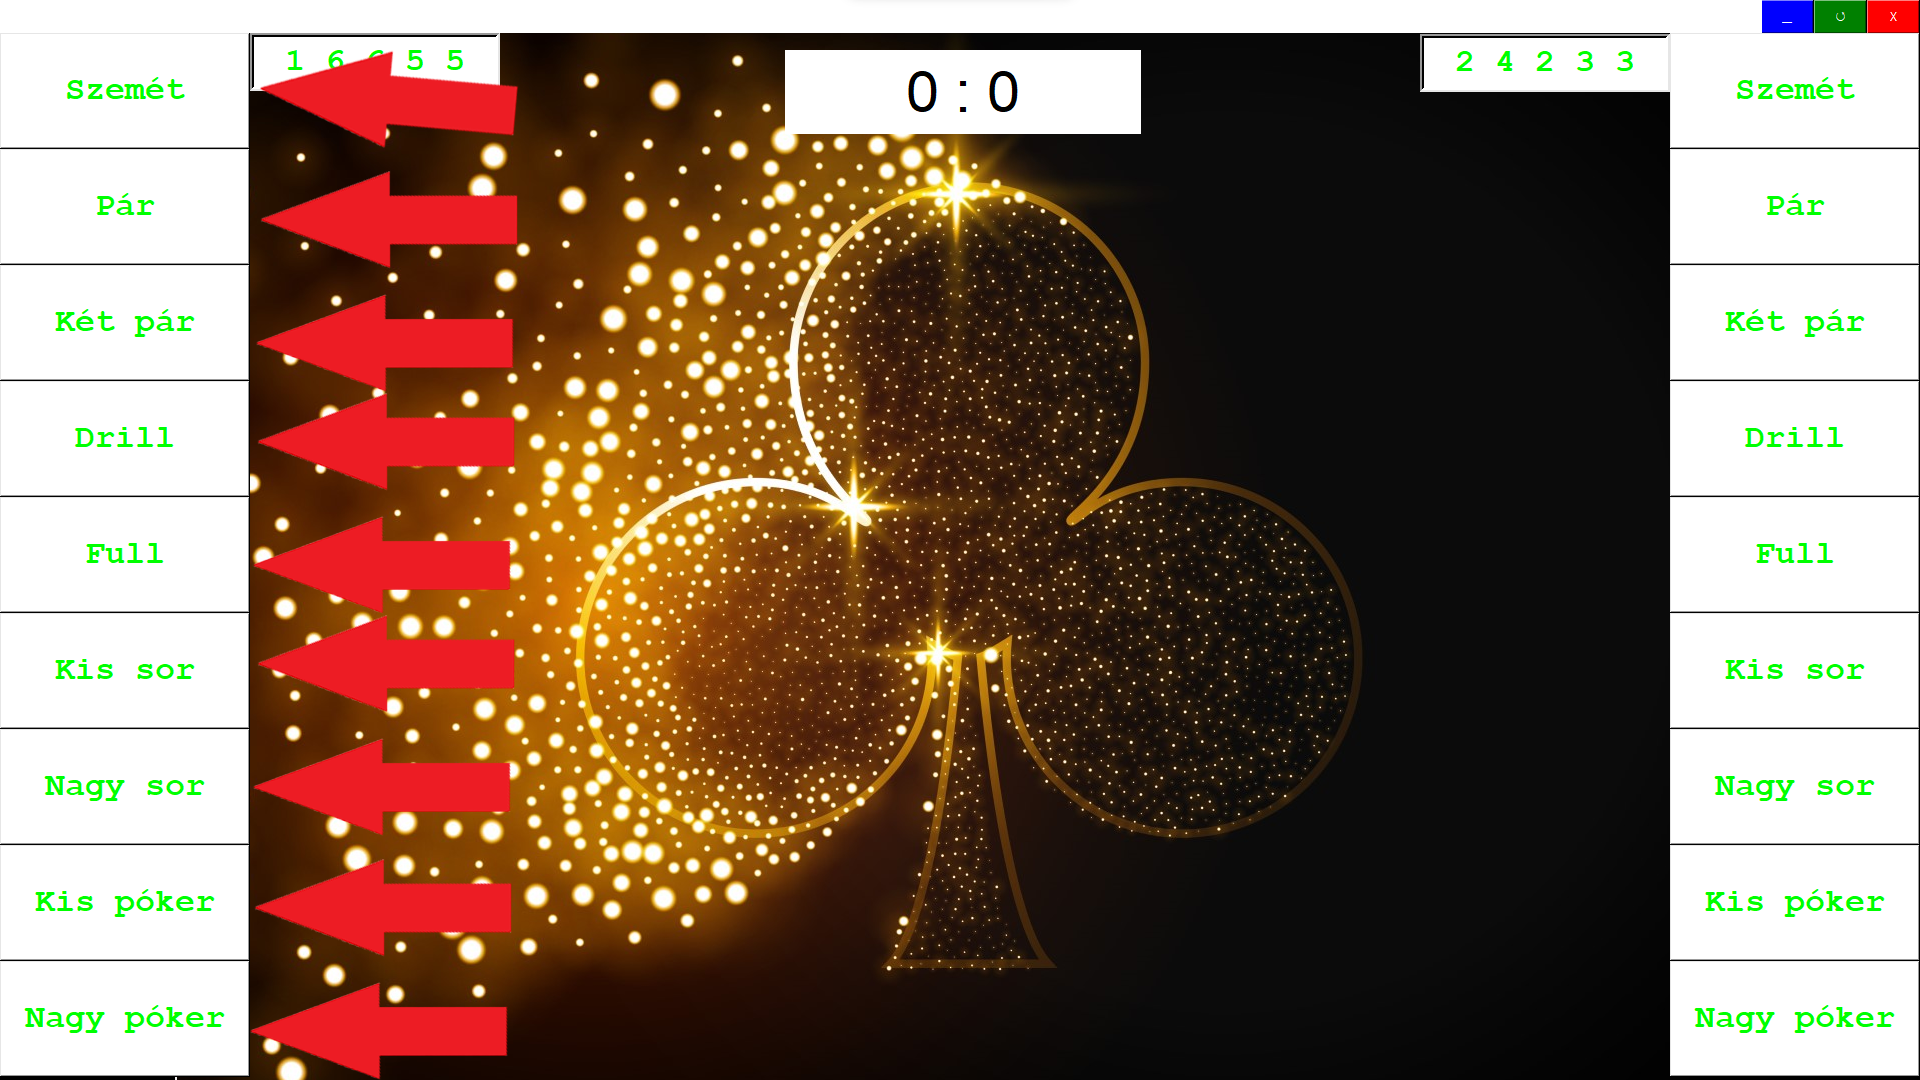 _ ↺ X
1 6 6 5 5
0 : 0
2 4 2 3 3
Szemét
Pár
Két pár
Drill
Full
Kis sor
Nagy sor
Kis póker
Nagy póker
Szemét
Pár
Két pár
Drill
Full
Kis sor
Nagy sor
Kis póker
Nagy póker